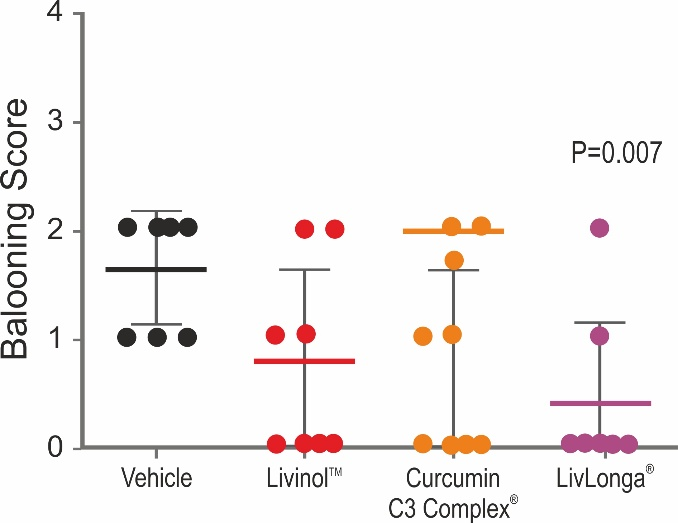 4
3
2
1
0
Balooning Score
P=0.007
Vehicle
Livinol™
Curcumin
C3 Complex®
LivLonga®